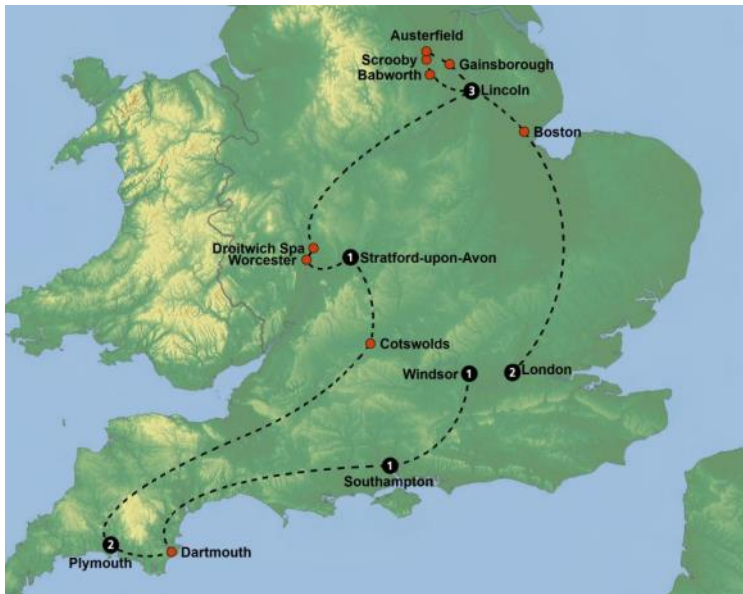 Austerfield
Scrooby
Gainsborough
Babworth
3 Lincoln
Boston
Droitwich Spa
Worcester
1 Stratford-upon-Avon
Cotswolds
Windsor 1
2 London
1
Southampton
2
Plymouth
Dartmouth